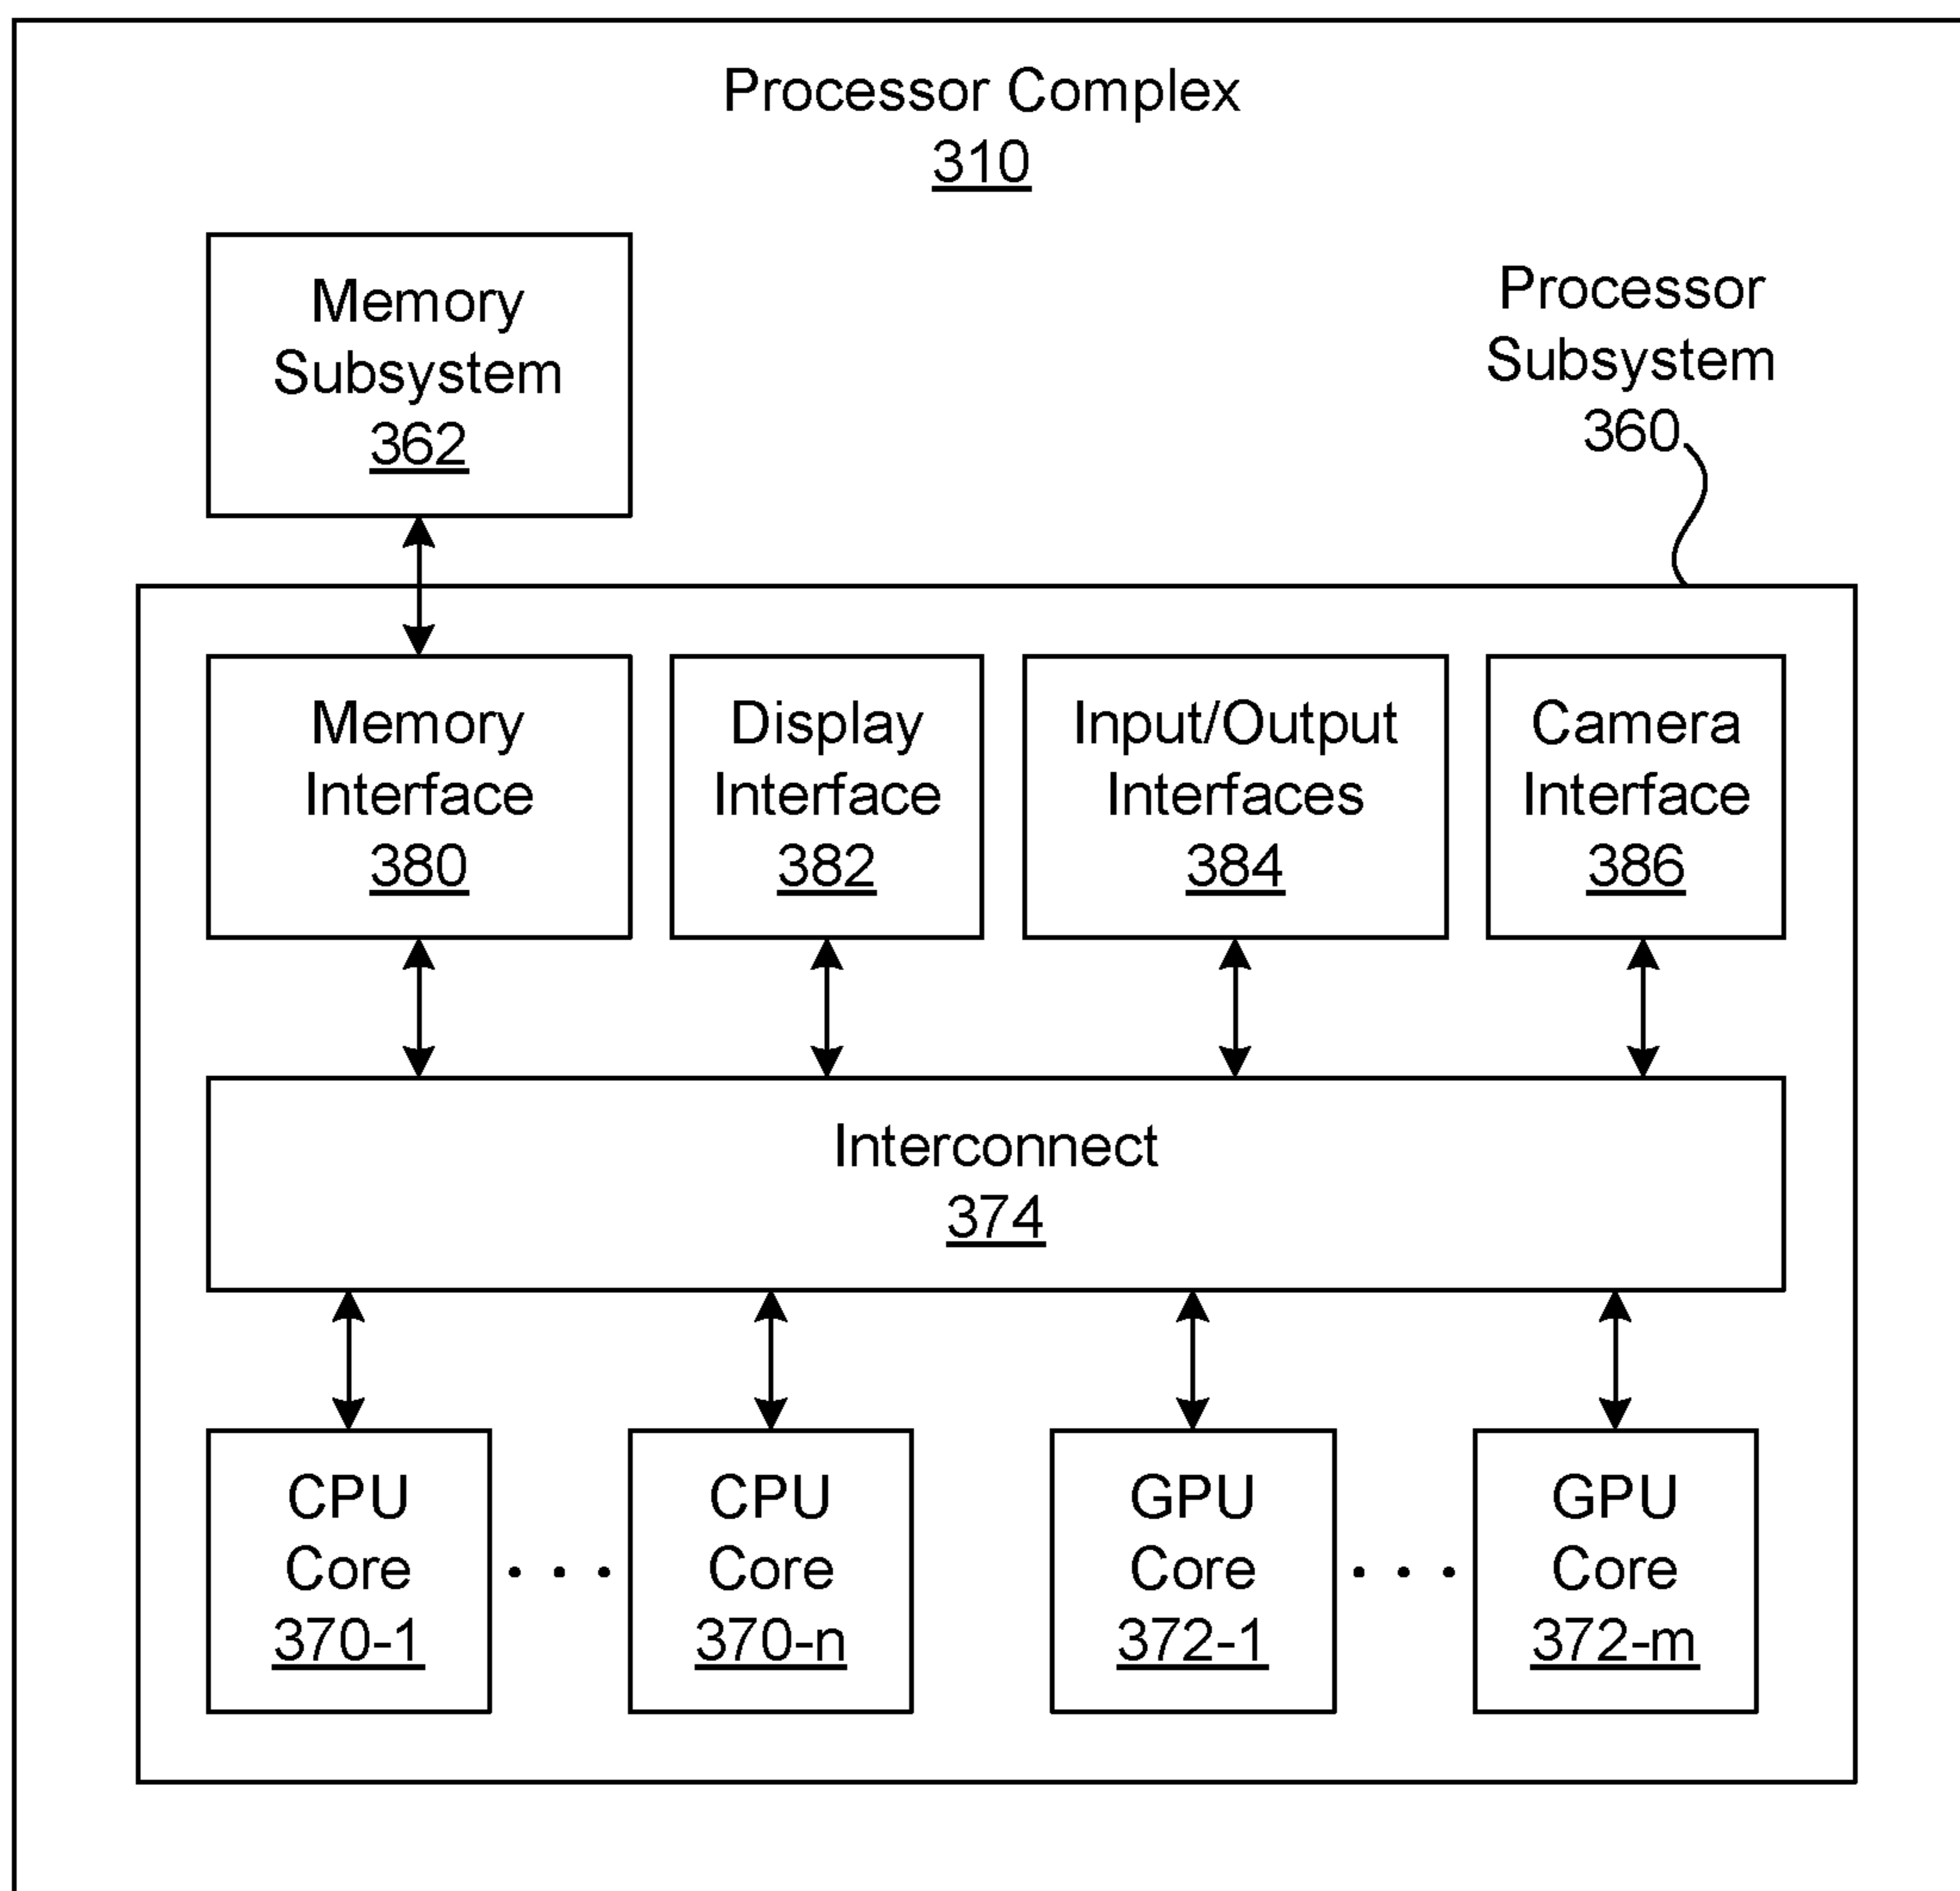 Processor Complex
310
Memory
Subsystem
362
Processor
Subsystem
360
Memory
Interface
380
Display
Interface
382
Input/Output
Interfaces
384
Camera
Interface
386
Interconnect
374
CPU
Core
370-1
. . .
CPU
Core
370-n
GPU
Core
372-1
. . .
GPU
Core
372-m